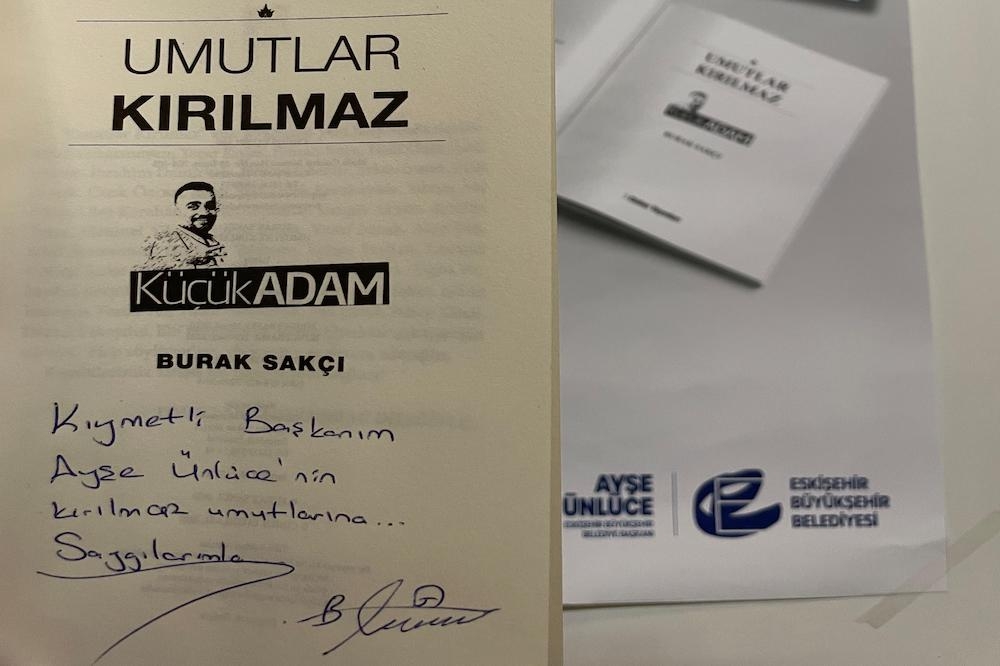 UMUTLAR
KIRILMAZ
KüçükADAM
BURAK SAKÇI
Kıymetli Başkanım
Ayşe Ünlüce'nin
kırılmaz umutlarına...
Saygılarımla
UMUTLAR
KIRILMAZ
KüçükADAM
BURAK SAKÇI
AYŞE
ÜNLÜCE
ESKİŞEHİR BÜYÜKŞEHİR
BELEDİYE BAŞKANI
ESKİŞEHİR
BÜYÜKŞEHİR
BELEDİYESİ